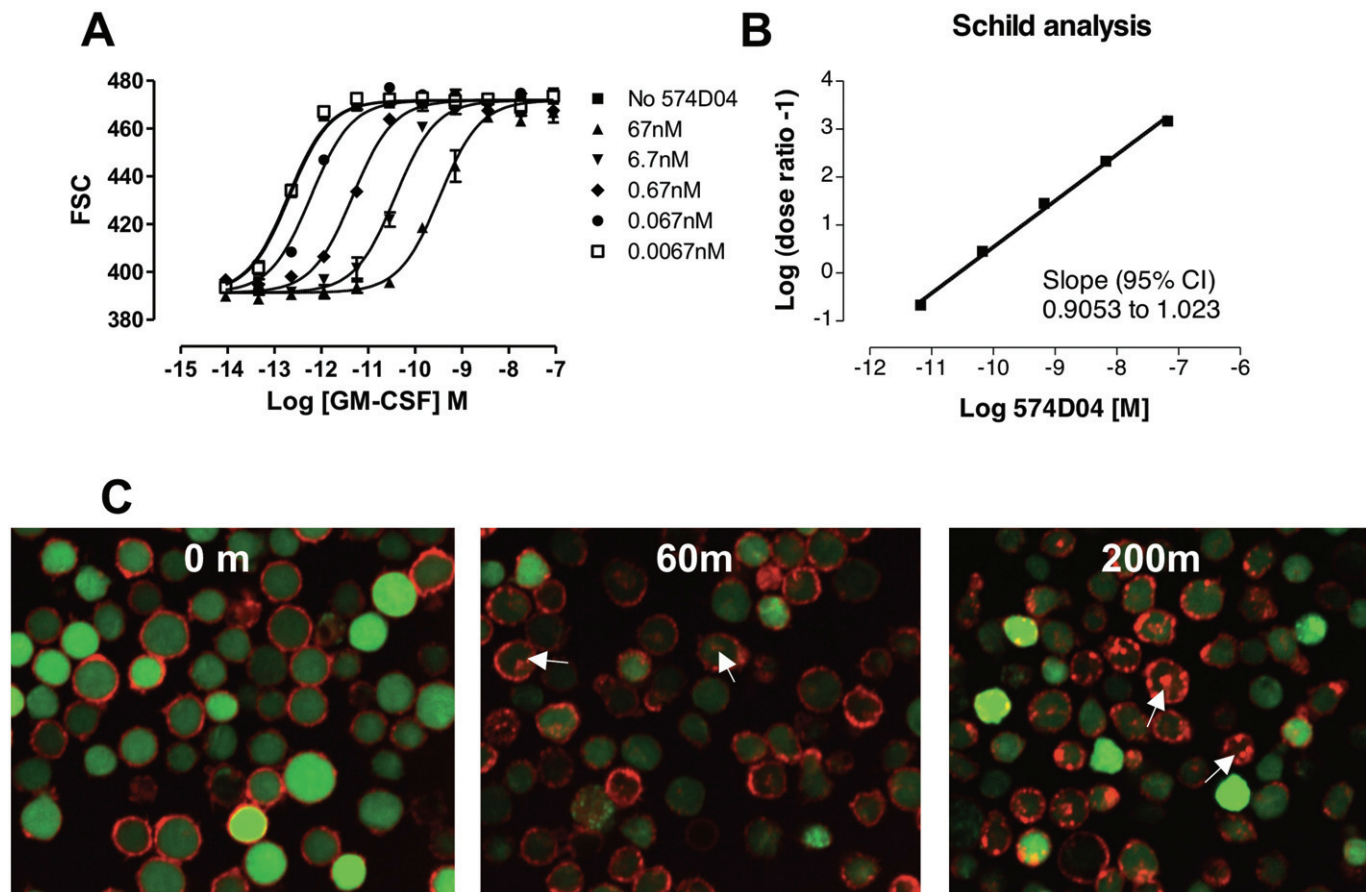 A
480
460
440
420
400
380
FSC
-15 -14 -13 -12 -11 -10 -9 -8 -7
Log [GM-CSF] M
No 574D04
67nM
6.7nM
0.67nM
0.067nM
0.0067nM
B
Schild analysis
4
3
2
1
0
-1
Log (dose ratio -1)
Slope (95% CI)
0.9053 to 1.023
-12 -11 -10 -9 -8 -7 -6
Log 574D04 [M]
C
0 m
60m
200m